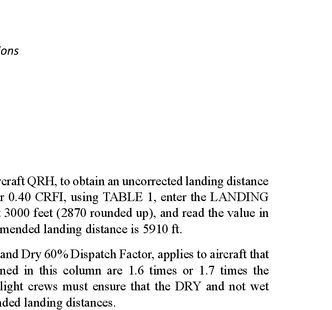 ions
rcraft QRH, to obtain an uncorrected landing distance
r 0.40 CRFI, using TABLE 1, enter the LANDING
3000 feet (2870 rounded up), and read the value in
mended landing distance is 5910 ft.
and Dry 60% Dispatch Factor, applies to aircraft that
ned in this column are 1.6 times or 1.7 times the
light crews must ensure that the DRY and not wet
nded landing distances.